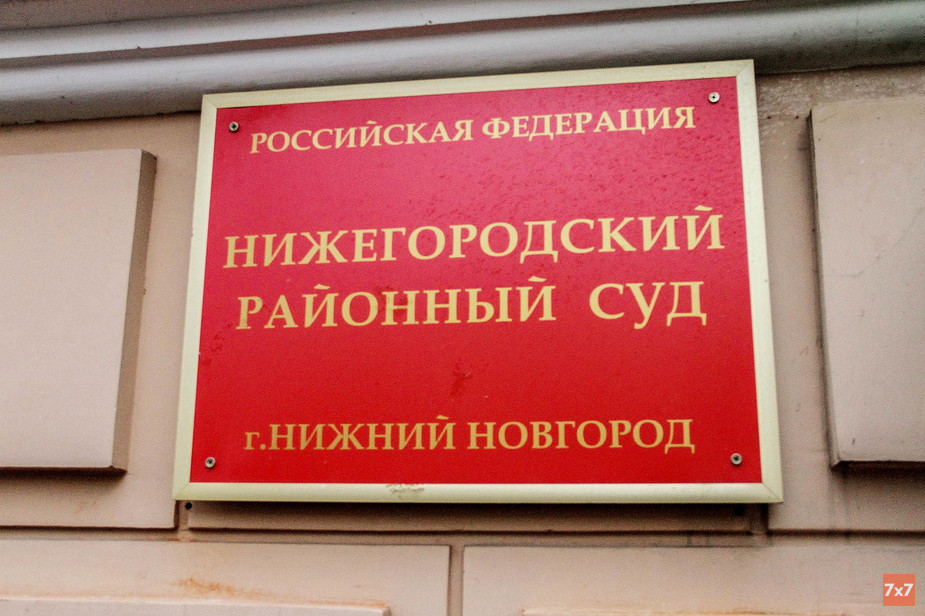 РОССИЙСКАЯ ФЕДЕРАЦИЯ
НИЖЕГОРОДСКИЙ
РАЙОННЫЙ СУД
г.НИЖНИЙ НОВГОРОД
7x7